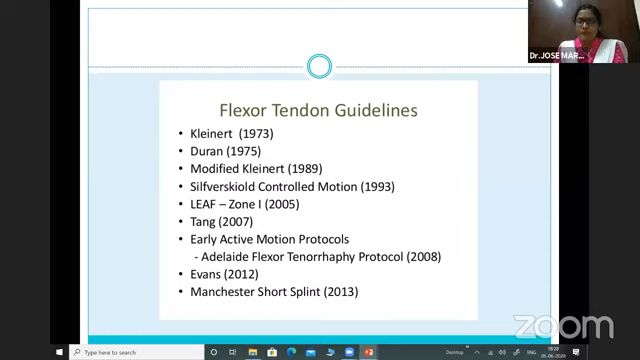 Dr.JOSE MAR...
Flexor Tendon Guidelines
• Kleinert (1973)
• Duran (1975)
• Modified Kleinert (1989)
• Silfverskiold Controlled Motion (1993)
• LEAF – Zone I (2005)
• Tang (2007)
• Early Active Motion Protocols
- Adelaide Flexor Tenorrhaphy Protocol (2008)
• Evans (2012)
• Manchester Short Splint (2013)
zoom
Type here to search
Desktop
ENG